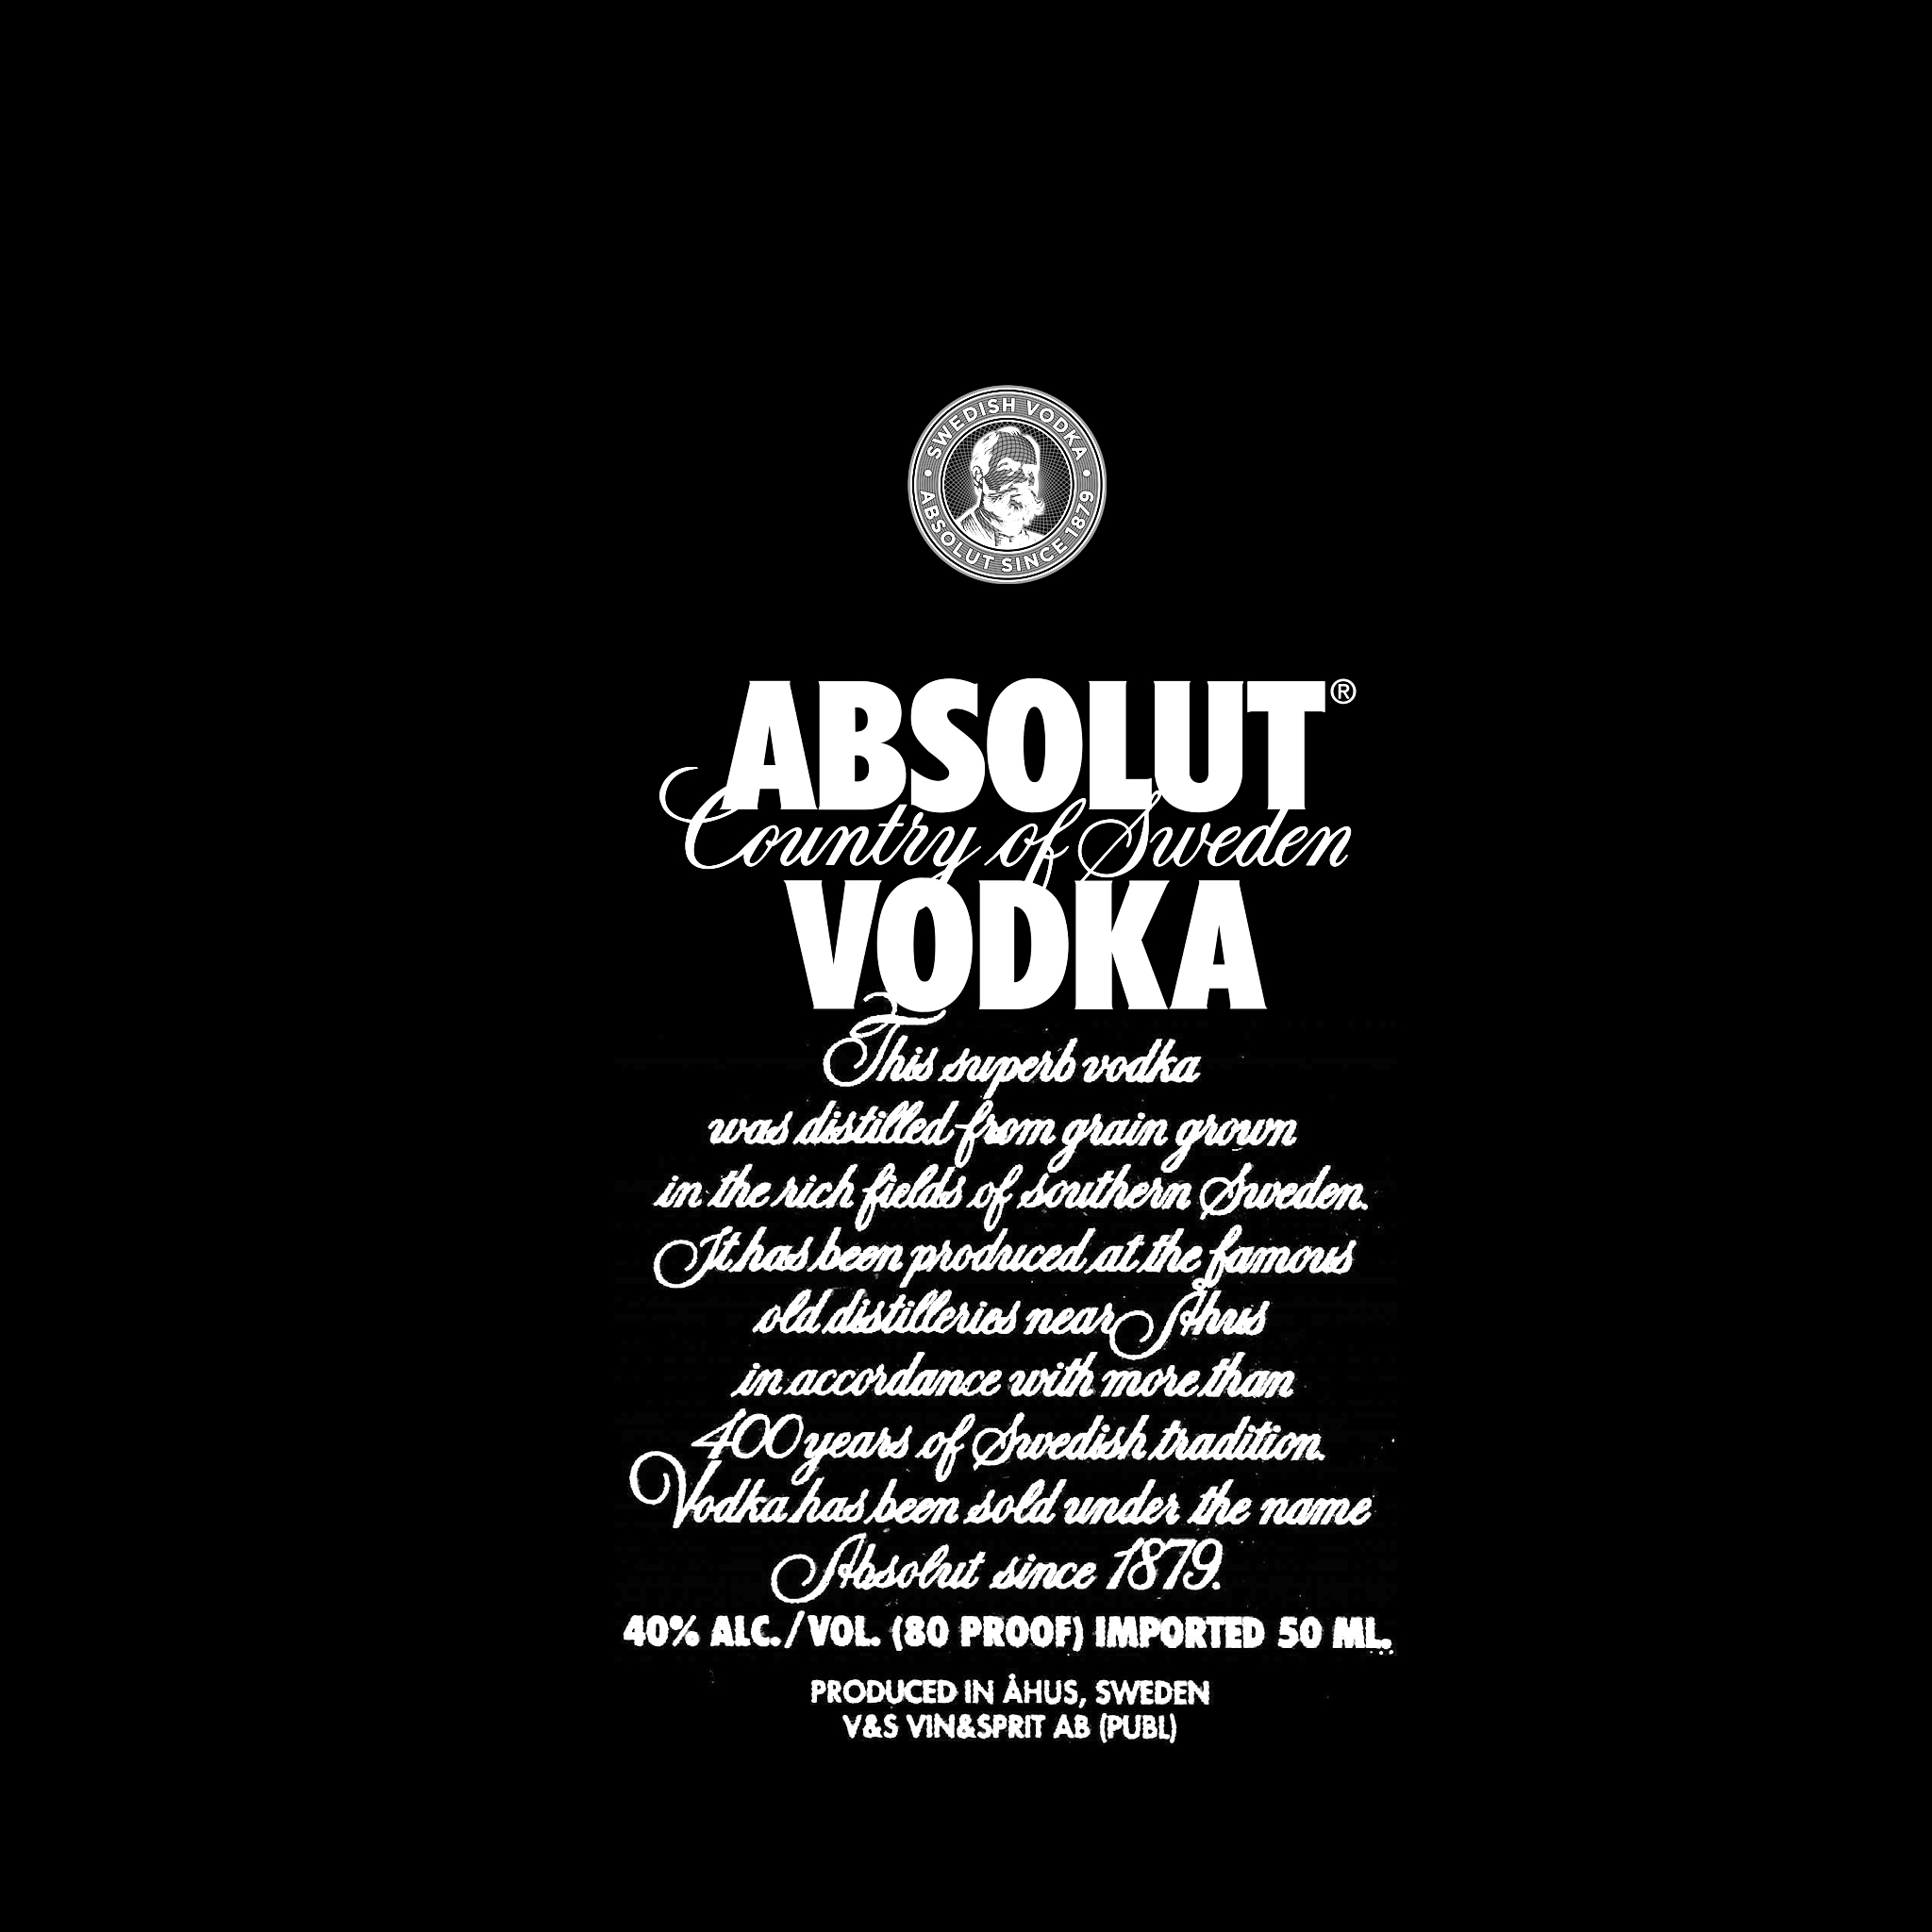 SWEDISH VODKA
ABSOLUT SINCE 1879
ABSOLUT®
Country of Sweden
VODKA
This superb vodka
was distilled from grain grown
in the rich fields of southern Sweden.
It has been produced at the famous
old distilleries near Åhus
in accordance with more than
400 years of Swedish tradition.
Vodka has been sold under the name
Absolut since 1879.
40% ALC./VOL. (80 PROOF) IMPORTED 50 ML.
PRODUCED IN ÅHUS, SWEDEN
V&S VIN&SPRIT AB (PUBL)